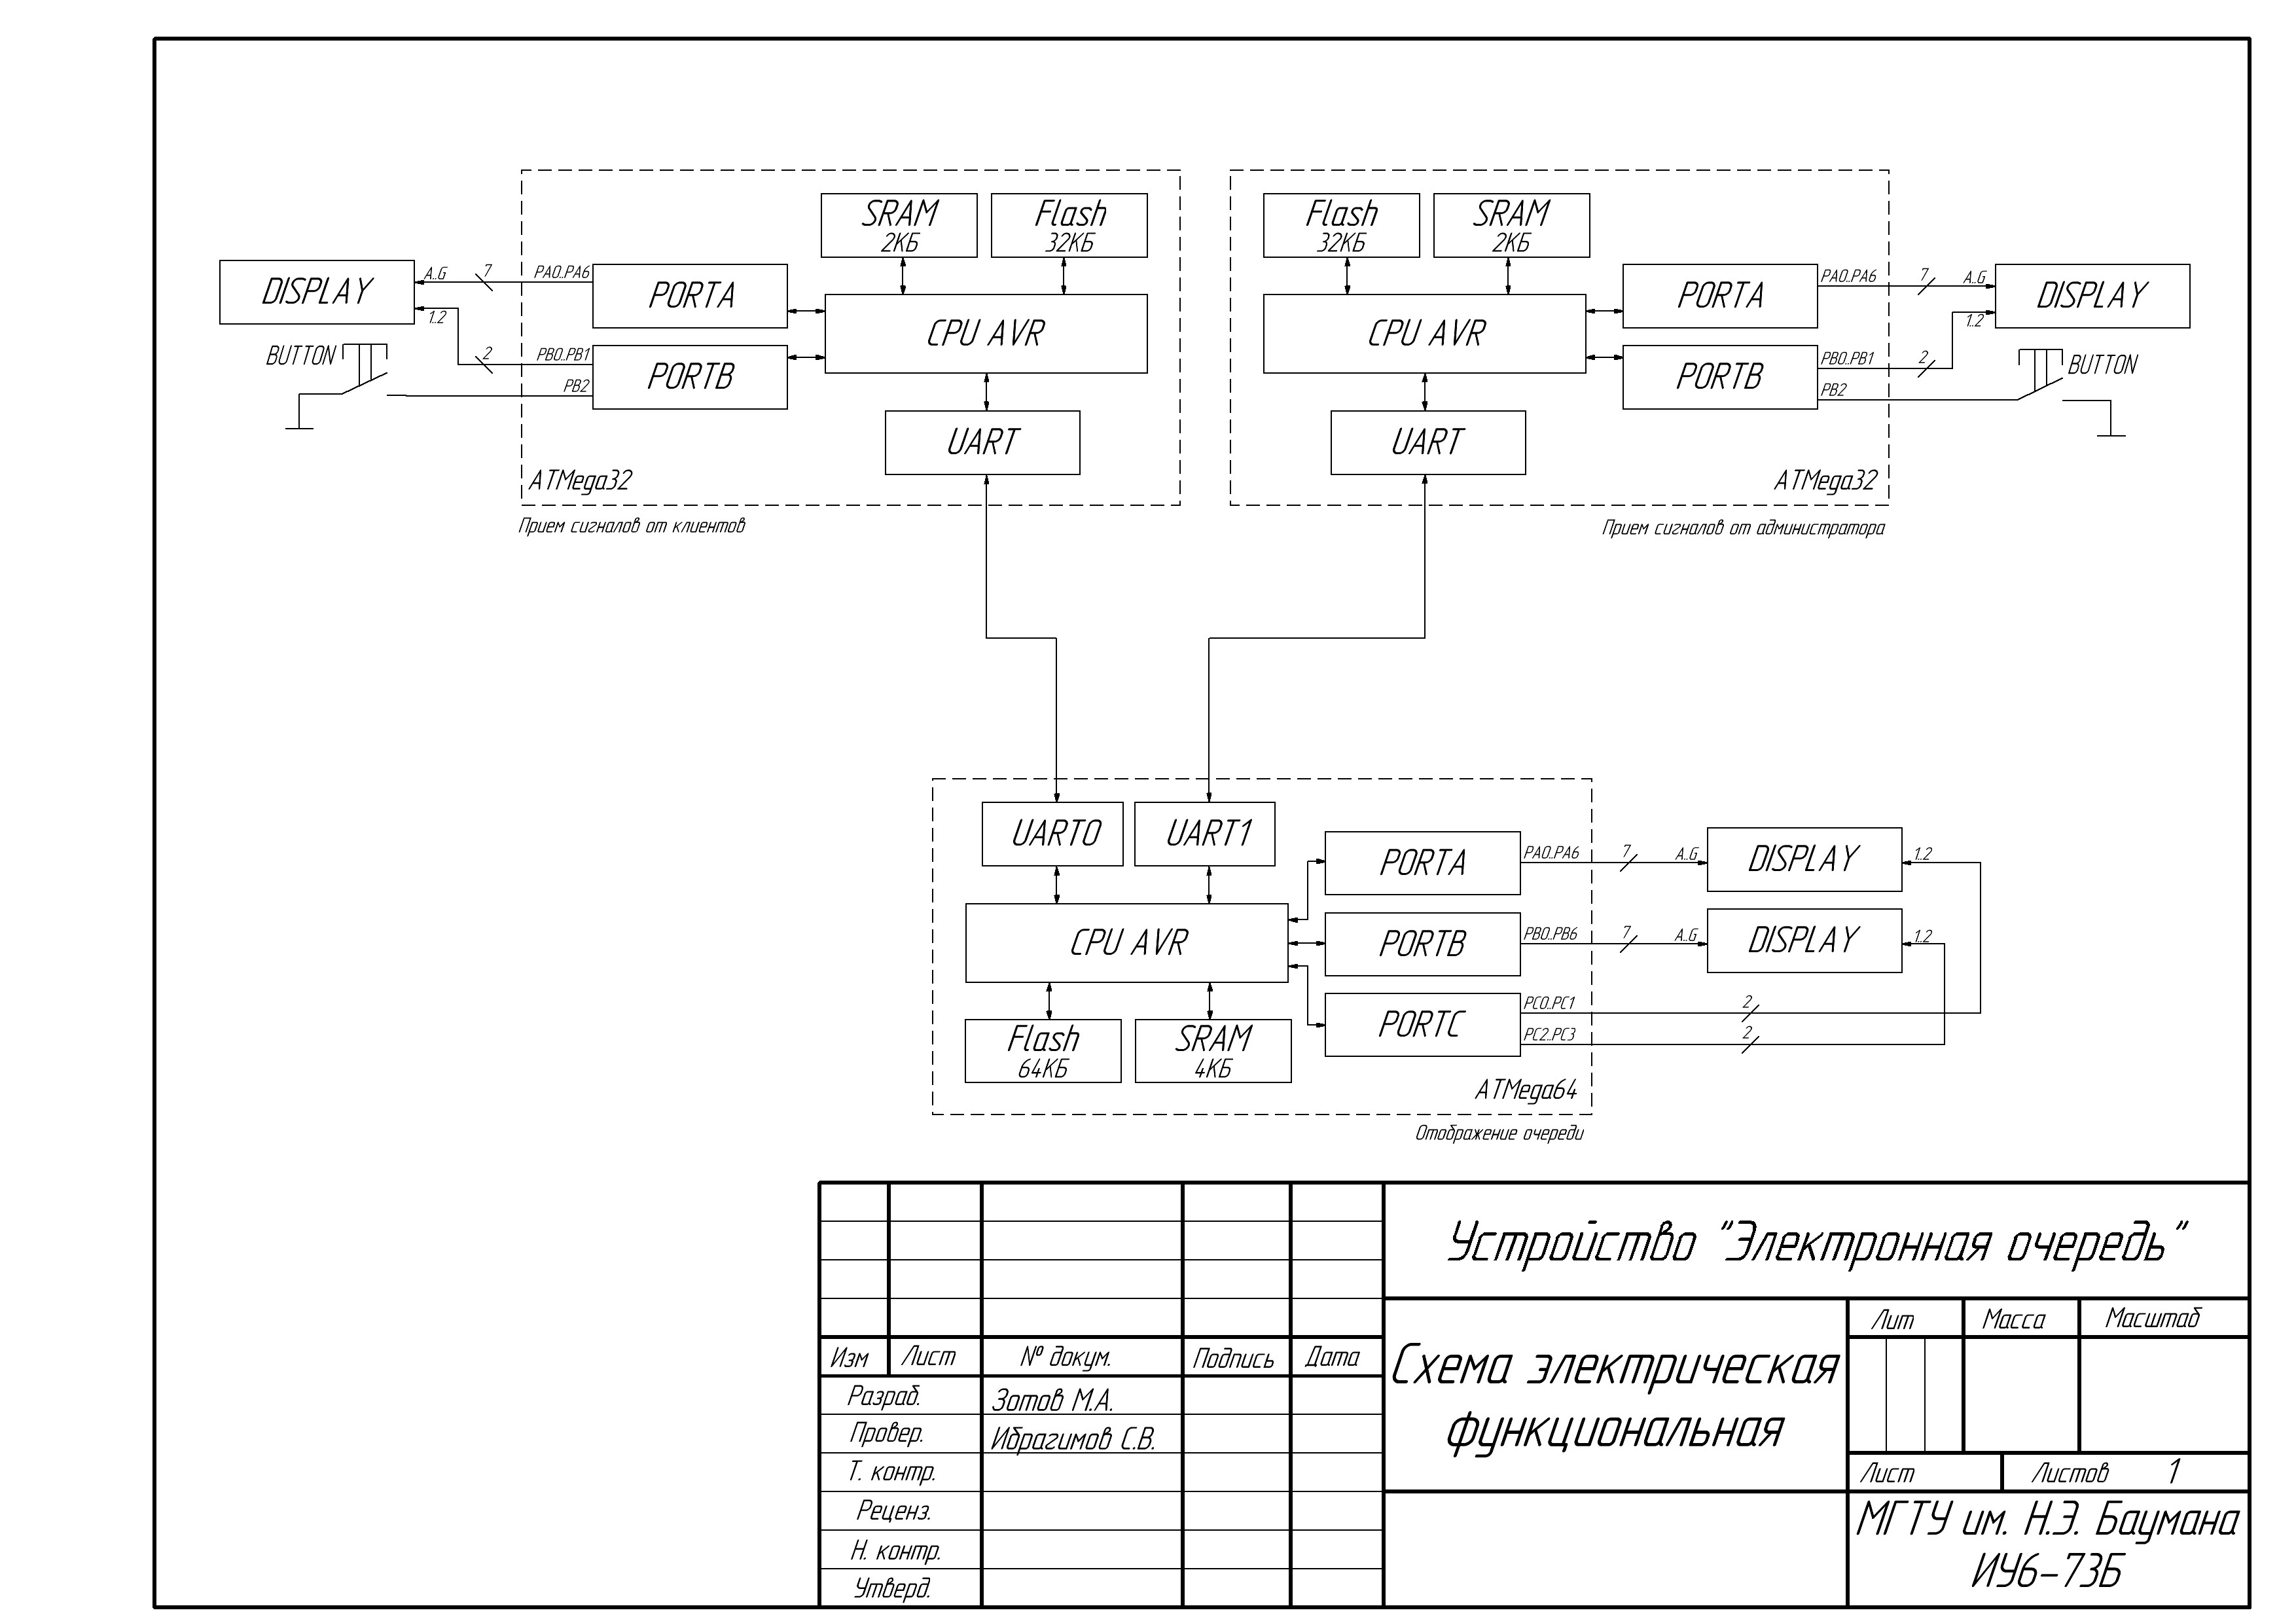 SRAM
2КБ
Flash
32КБ
DISPLAY
A..G
7
PA0..PA6
PORTA
CPU AVR
1..2
2
PB0..PB1
PORTB
PB2
BUTTON
UART
ATMega32
Прием сигналов от клиентов
Flash
32КБ
SRAM
2КБ
CPU AVR
PORTA
PA0..PA6
7
A..G
DISPLAY
1..2
PORTB
PB0..PB1
2
PB2
BUTTON
UART
ATMega32
Прием сигналов от администратора
UART0
UART1
PORTA
PA0..PA6
7
A..G
DISPLAY
1..2
CPU AVR
PORTB
PB0..PB6
7
A..G
DISPLAY
1..2
PORTC
PC0..PC1
2
PC2..PC3
2
Flash
64КБ
SRAM
4КБ
ATMega64
Отображение очереди
Устройство "Электронная очередь"
Схема электрическая
функциональная
Лит
Масса
Масштаб
Изм
Лист
№ докум.
Подпись
Дата
Разраб.
Зотов М.А.
Провер.
Ибрагимов С.В.
Т. контр.
Реценз.
Н. контр.
Утверд.
Лист
Листов 1
МГТУ им. Н.Э. Баумана
ИУ6-73Б